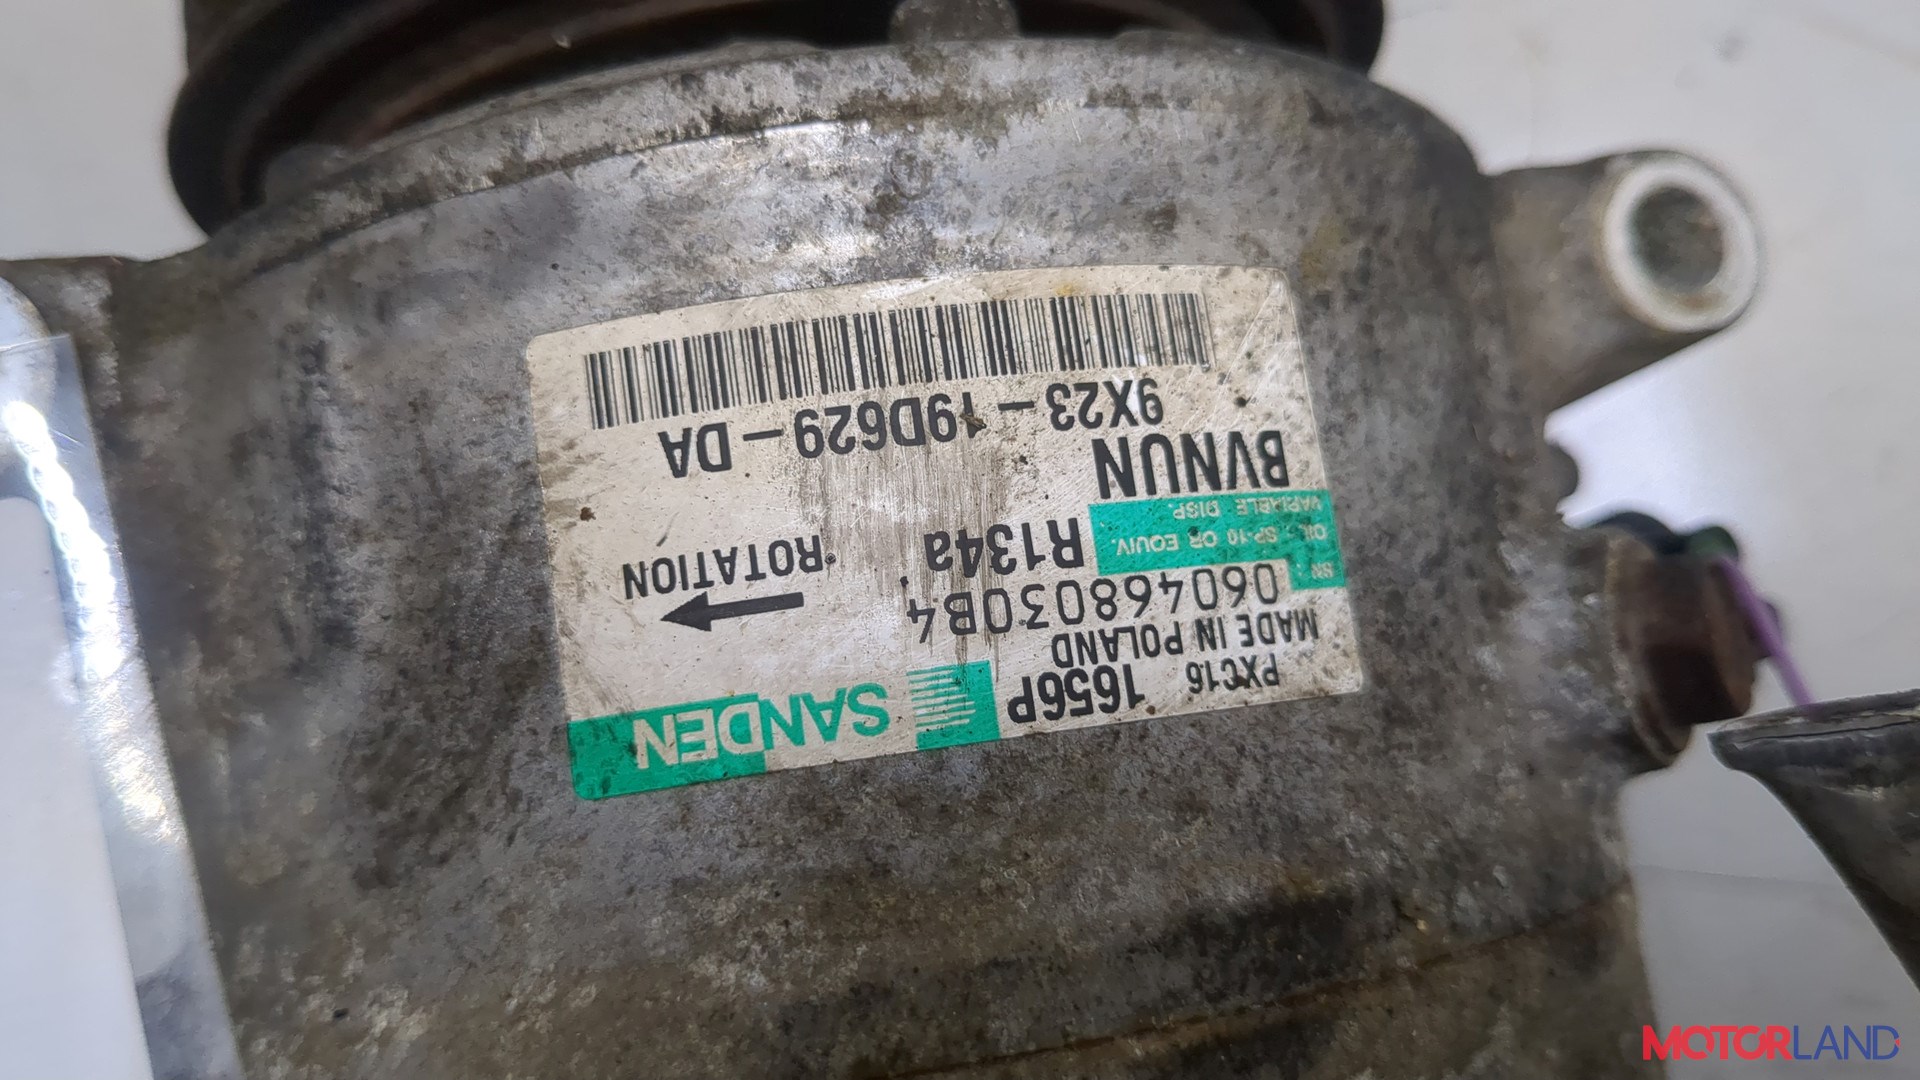 SANDEN
PXC16 1656P
MADE IN POLAND
SN: 060468030B4
OIL: SP-10 OR EQUIV.
VARIABLE DISP.
R134a
ROTATION
BVNUN
9X23-19D629-DA
MOTORLAND